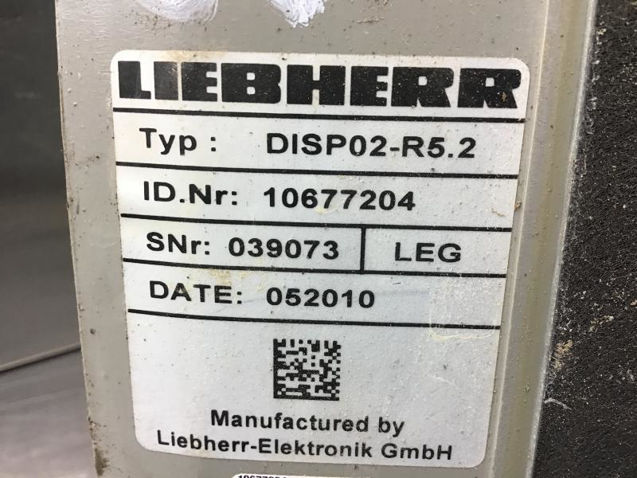 LIEBHERR
Typ : DISP02-R5.2
ID.Nr: 10677204
SNr: 039073 LEG
DATE: 052010
Manufactured by
Liebherr-Elektronik GmbH